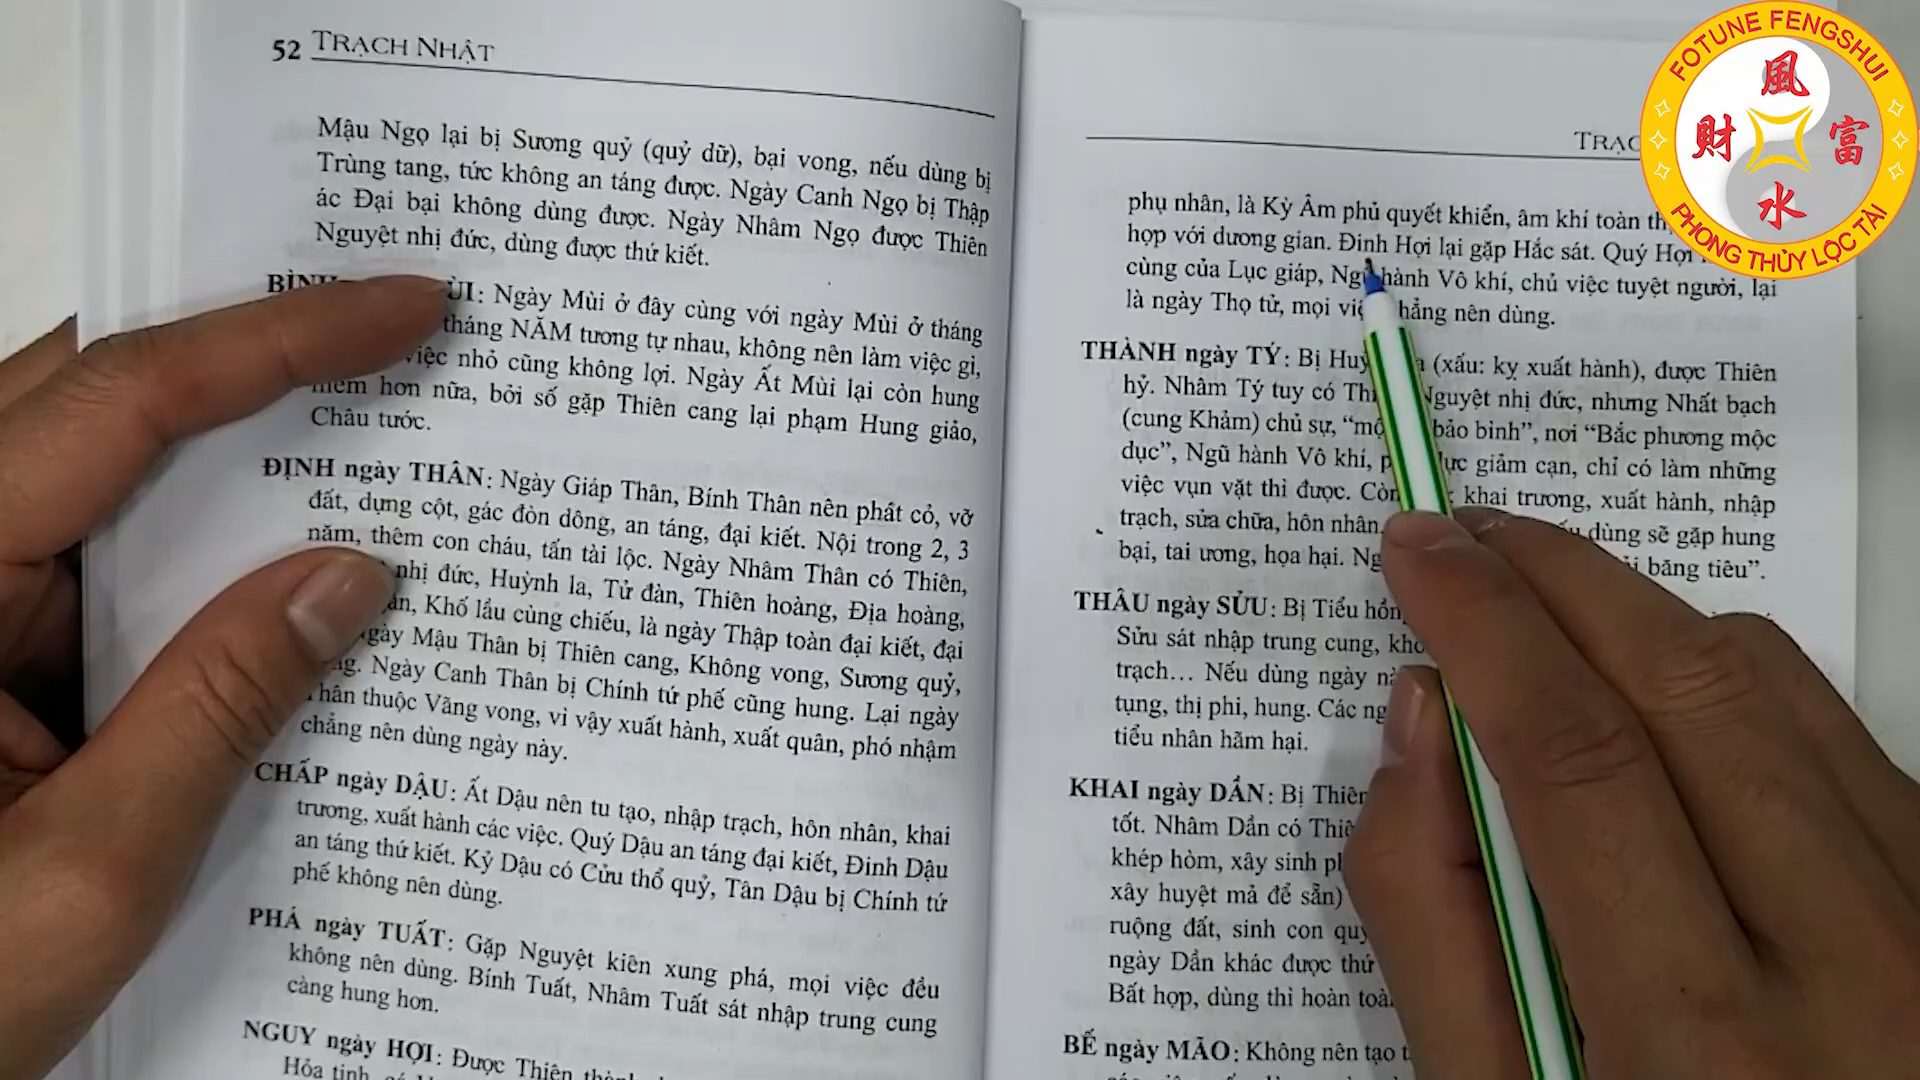 52 TRẠCH NHẬT
Mậu Ngọ lại bị Sương quỷ (quỷ dữ), bại vong, nếu dùng bị
Trùng tang, tức không an táng được. Ngày Canh Ngọ bị Thập
ác Đại bại không dùng được. Ngày Nhâm Ngọ được Thiên
Nguyệt nhị đức, dùng được thứ kiết.
BÌNH ÙI: Ngày Mùi ở đây cùng với ngày Mùi ở tháng
tháng NĂM tương tự nhau, không nên làm việc gì,
việc nhỏ cũng không lợi. Ngày Ất Mùi lại còn hung
hiểm hơn nữa, bởi số gặp Thiên cang lại phạm Hung giảo,
Châu tước.
ĐỊNH ngày THÂN: Ngày Giáp Thân, Bính Thân nên phát cỏ, vỡ
đất, dựng cột, gác đòn dông, an táng, đại kiết. Nội trong 2, 3
năm, thêm con cháu, tấn tài lộc. Ngày Nhâm Thân có Thiên,
nhị đức, Huỳnh la, Tử đàn, Thiên hoàng, Địa hoàng,
Khố lầu cùng chiếu, là ngày Thập toàn đại kiết, đại
Ngày Mậu Thân bị Thiên cang, Không vong, Sương quỷ,
Ngày Canh Thân bị Chính tứ phế cũng hung. Lại ngày
Thân thuộc Vãng vong, vì vậy xuất hành, xuất quân, phó nhậm
chẳng nên dùng ngày này.
CHẤP ngày DẬU: Ất Dậu nên tu tạo, nhập trạch, hôn nhân, khai
trương, xuất hành các việc. Quý Dậu an táng đại kiết, Đinh Dậu
an táng thứ kiết. Kỷ Dậu có Cửu thổ quỷ, Tân Dậu bị Chính tứ
phế không nên dùng.
PHÁ ngày TUẤT: Gặp Nguyệt kiên xung phá, mọi việc đều
không nên dùng. Bính Tuất, Nhâm Tuất sát nhập trung cung
càng hung hơn.
NGUY ngày HỢI: Được Thiên
Hỏa tinh,
TRẠC
phụ nhân, là Kỳ Âm phủ quyết khiển, âm khí toàn
họp với dương gian. Đinh Hợi lại gặp Hắc sát. Quý Hợi
cùng của Lục giáp, Ngũ hành Vô khí, chủ việc tuyệt người, lại
là ngày Thọ tử, mọi việ hẳng nên dùng.
THÀNH ngày TÝ: Bị Huỳ (xấu: kỵ xuất hành), được Thiên
hỷ. Nhâm Tý tuy có Thi Nguyệt nhị đức, nhưng Nhất bạch
(cung Khảm) chủ sự, “mộ bảo bình”, nơi “Bắc phương mộc
dục”, Ngũ hành Vô khí, lực giảm cạn, chỉ có làm những
việc vụn vặt thì được. Còn khai trương, xuất hành, nhập
trạch, sửa chữa, hôn nhân. dùng sẽ gặp hung
bại, tai ương, họa hại. Ng băng tiêu”.
THÂU ngày SỬU: Bị Tiểu hồn
Sửu sát nhập trung cung, khô
trạch… Nếu dùng ngày nà
tụng, thị phi, hung. Các ng
tiểu nhân hãm hại.
KHAI ngày DẦN: Bị Thiên
tốt. Nhâm Dần có Thiê
khép hòm, xây sinh ph
xây huyệt mả để sẵn)
ruộng đất, sinh con quý
ngày Dần khác được thứ
Bất hợp, dùng thì hoàn toà
BẾ ngày MÃO: Không nên tạo t
FOTUNE FENGSHUI
風
財 富
水
PHONG THỦY LỘC TÀI